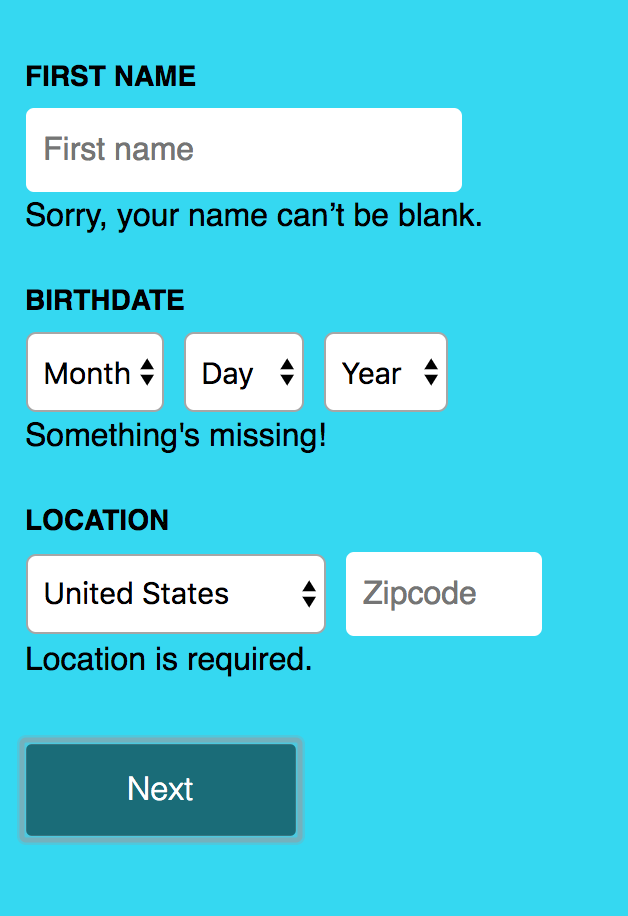 FIRST NAME
First name
Sorry, your name can’t be blank.
BIRTHDATE
Month Day Year
Something's missing!
LOCATION
United States Zipcode
Location is required.
Next